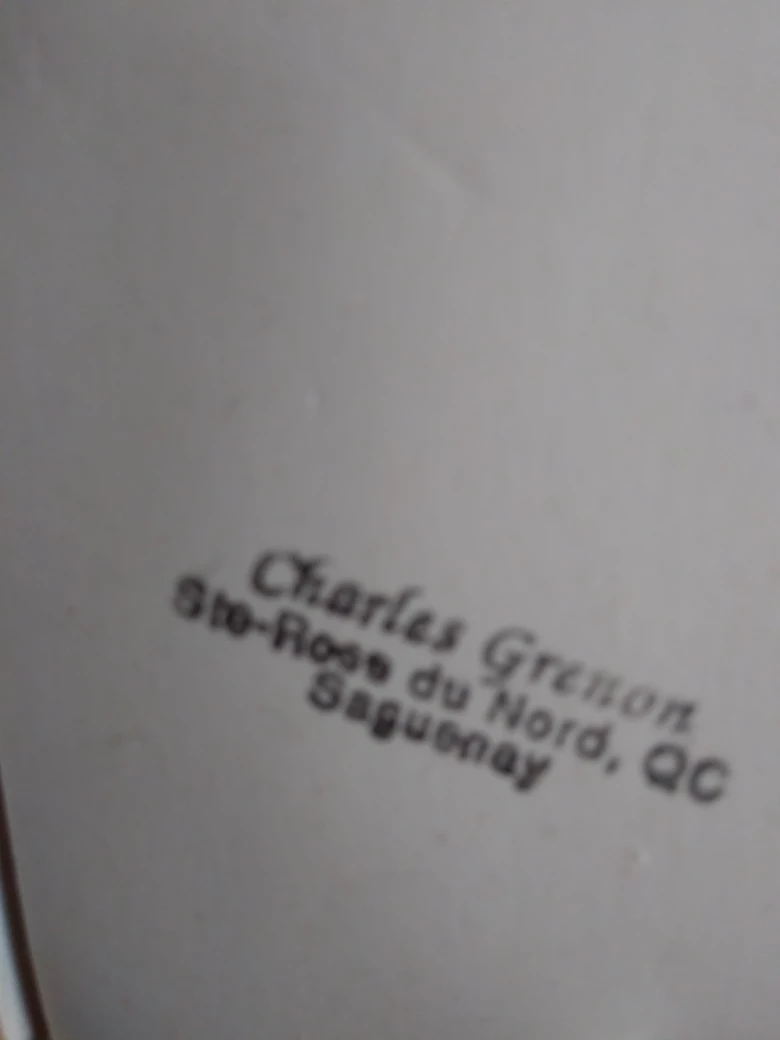 Charles Grenon
Ste-Rose du Nord, QC
Saguenay